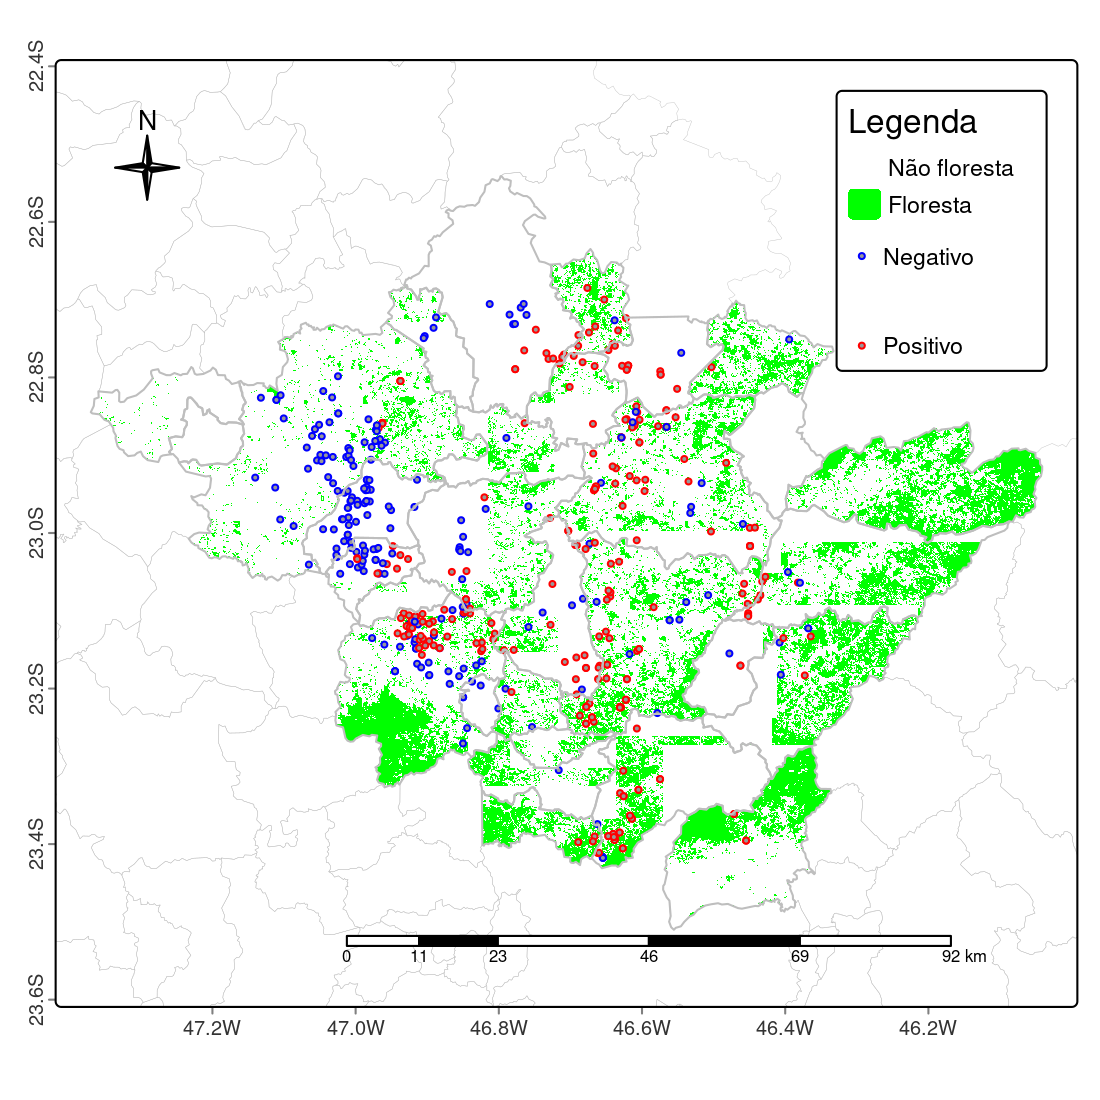 22.4S
22.6S
22.8S
23.0S
23.2S
23.4S
23.6S
N
Legenda
Não floresta
Floresta
Negativo
Positivo
0 11 23 46 69 92 km
47.2W 47.0W 46.8W 46.6W 46.4W 46.2W